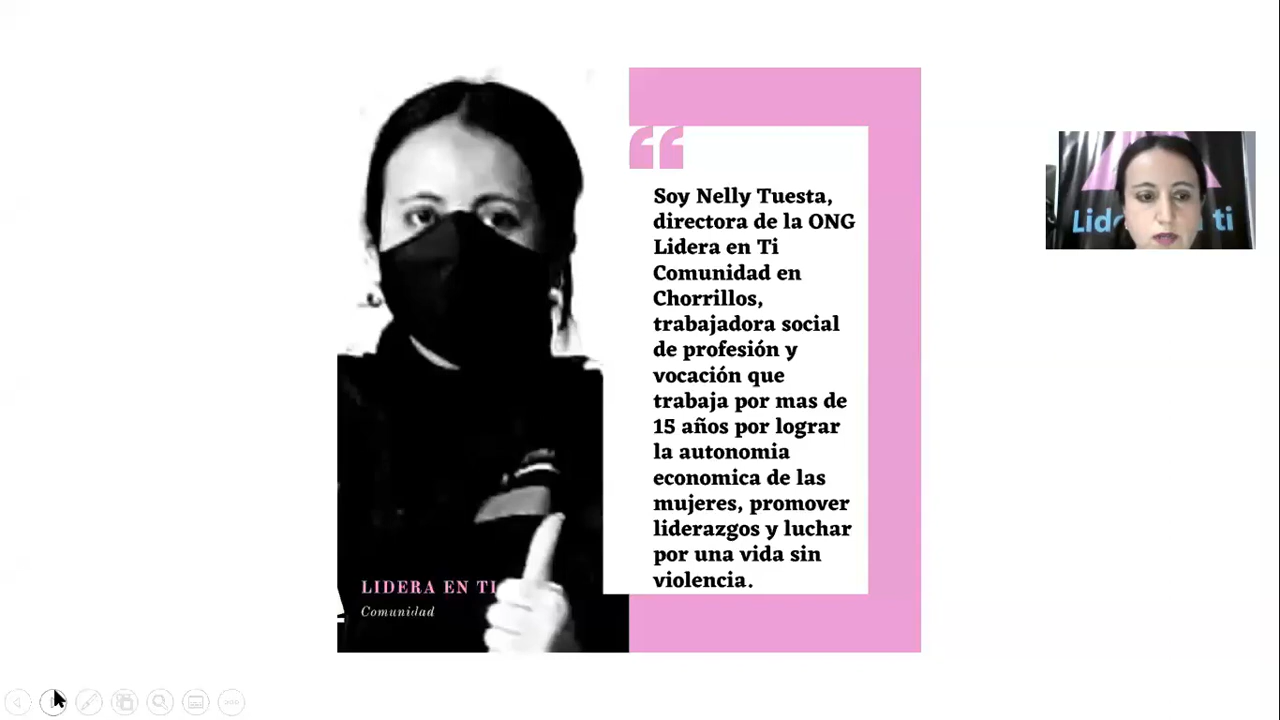 Soy Nelly Tuesta,
directora de la ONG
Lidera en Ti
Comunidad en
Chorrillos,
trabajadora social
de profesión y
vocación que
trabaja por mas de
15 años por lograr
la autonomia
economica de las
mujeres, promover
liderazgos y luchar
por una vida sin
violencia.
LIDERA EN TI
Comunidad
Lid
ti